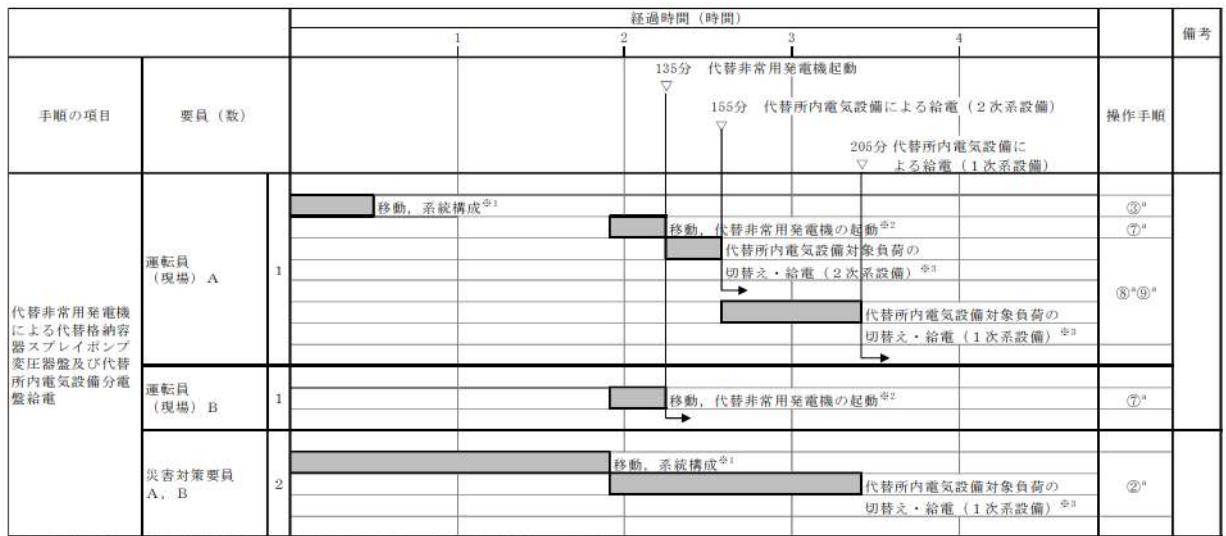 経過時間（時間）
備考
1
2
3
4
手順の項目
要員（数）
操作手順
135分　代替非常用発電機起動
▽
155分　代替所内電気設備による給電（２次系設備）
▽
205分 代替所内電気設備に
▽　よる給電（１次系設備）
代替非常用発電機
による代替格納容
器スプレイポンプ
変圧器盤及び代替
所内電気設備分電
盤給電
運転員
（現場）A
1
移動，系統構成※1
③a
移動，代替非常用発電機の起動※2
⑦a
代替所内電気設備対象負荷の
切替え・給電（２次系設備）※3
⑧a⑨a
代替所内電気設備対象負荷の
切替え・給電（１次系設備）※3
運転員
（現場）B
1
移動，代替非常用発電機の起動※2
⑦a
災害対策要員
A，B
2
移動，系統構成※1
代替所内電気設備対象負荷の
切替え・給電（１次系設備）※3
②a